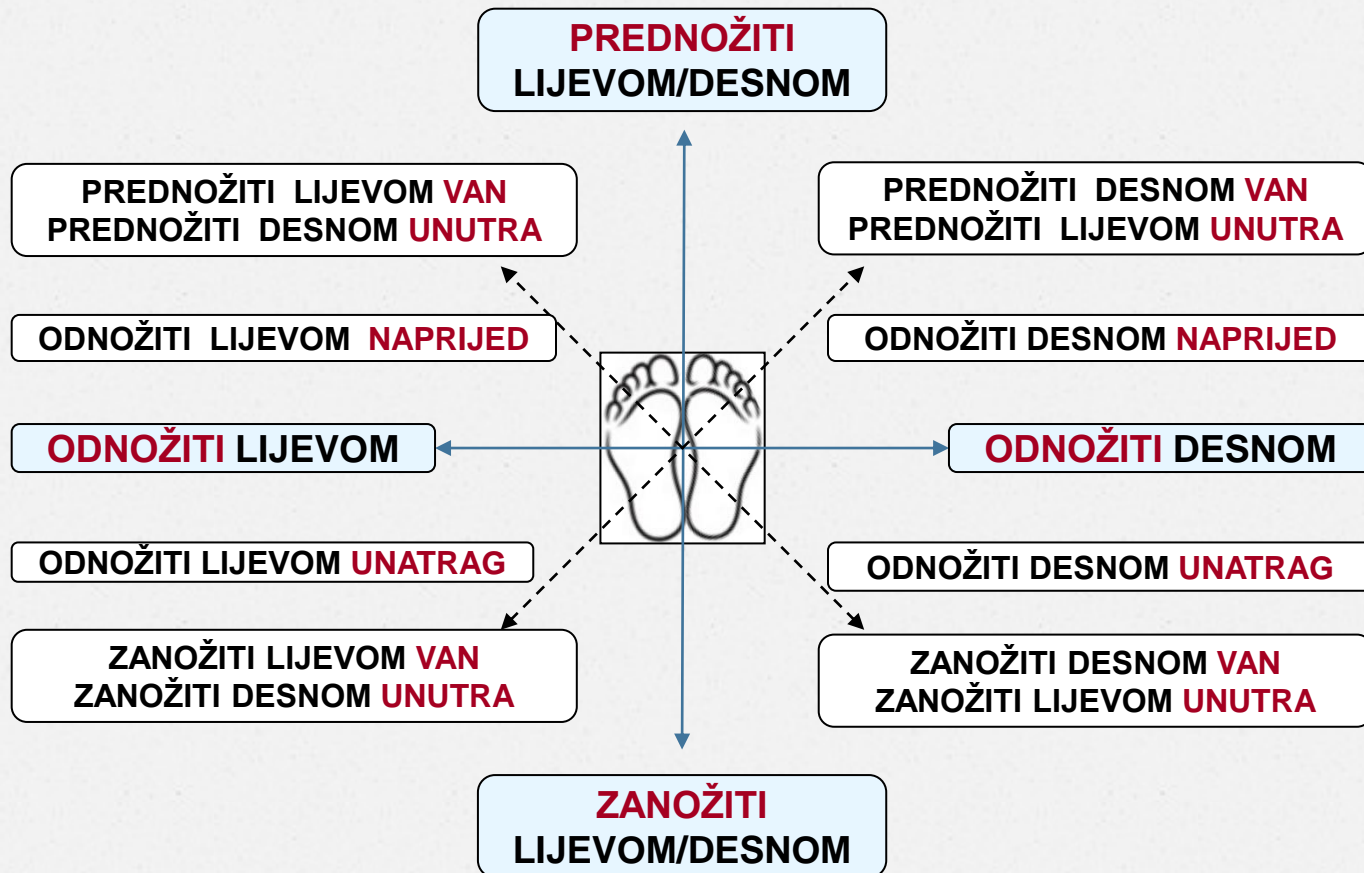 PREDNOŽITI
LIJEVOM/DESNOM
PREDNOŽITI LIJEVOM VAN
PREDNOŽITI DESNOM UNUTRA
PREDNOŽITI DESNOM VAN
PREDNOŽITI LIJEVOM UNUTRA
ODNOŽITI LIJEVOM NAPRIJED
ODNOŽITI DESNOM NAPRIJED
ODNOŽITI LIJEVOM
ODNOŽITI DESNOM
ODNOŽITI LIJEVOM UNATRAG
ODNOŽITI DESNOM UNATRAG
ZANOŽITI LIJEVOM VAN
ZANOŽITI DESNOM UNUTRA
ZANOŽITI DESNOM VAN
ZANOŽITI LIJEVOM UNUTRA
ZANOŽITI
LIJEVOM/DESNOM